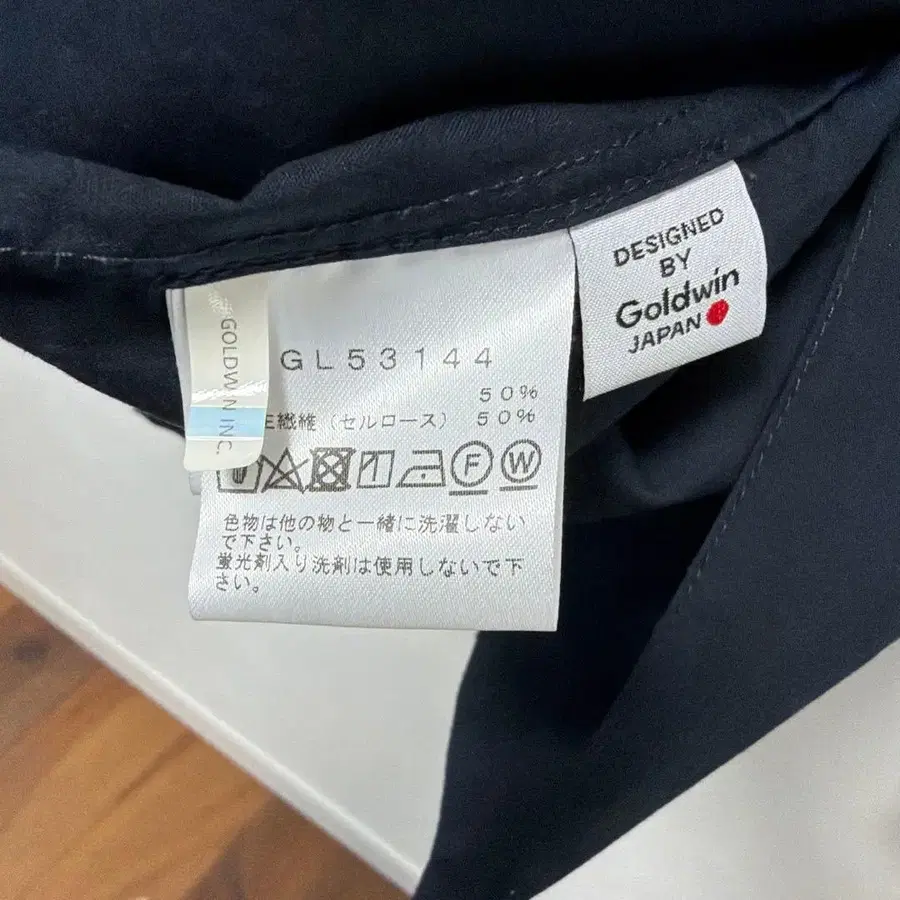 GOLDWIN INC.
GL53144
50%
繊維(セルロース) 50%
F W
色物は他の物と一緒に洗濯しない
で下さい。
蛍光剤入り洗剤は使用しないで下
さい。
DESIGNED
BY
Goldwin
JAPAN